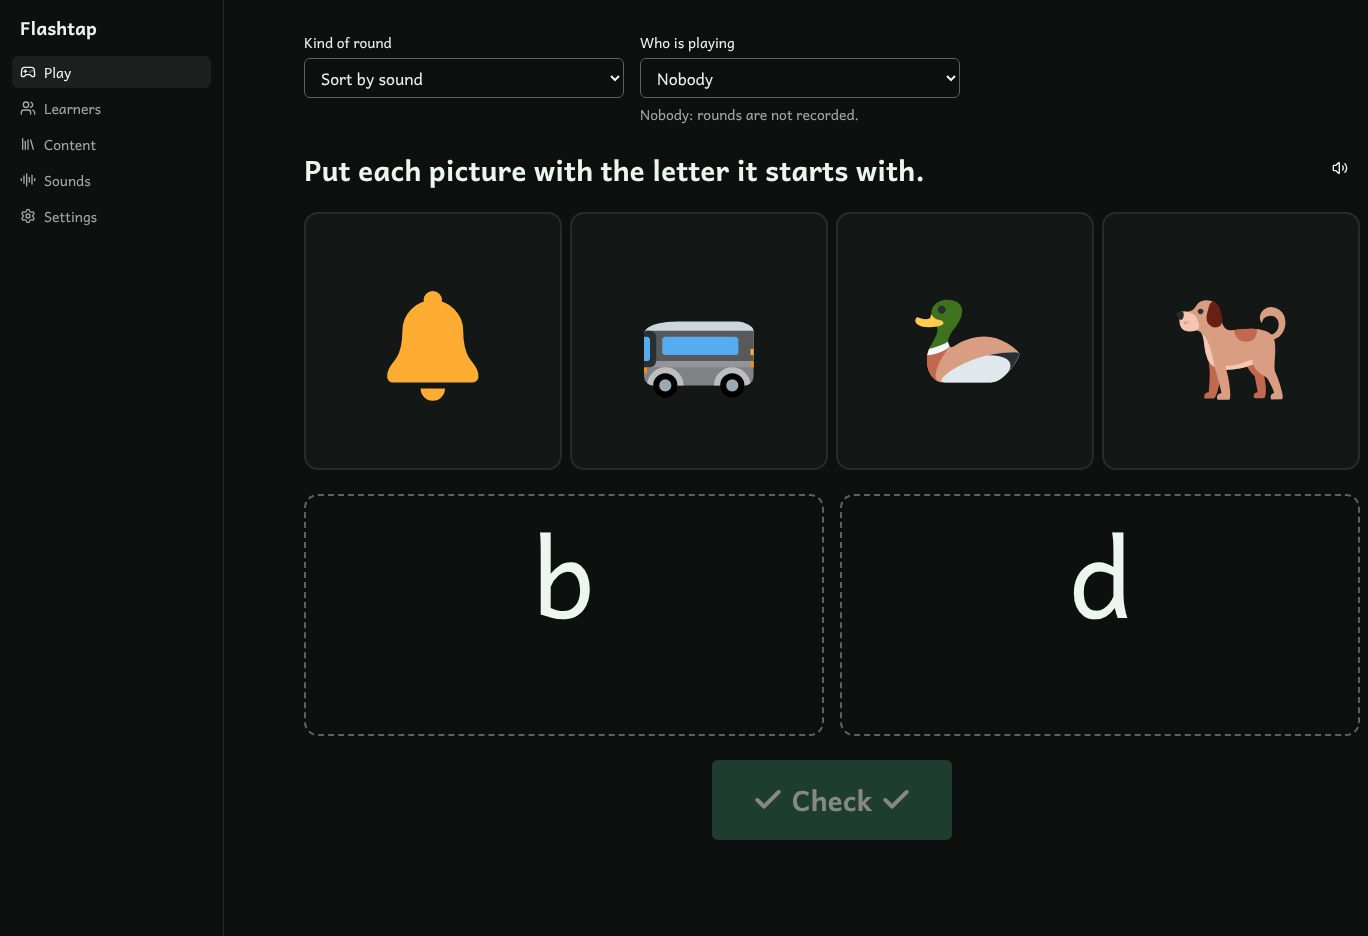 Flashtap
Play
Learners
Content
Sounds
Settings
Kind of round
Who is playing
Sort by sound
Nobody
Nobody: rounds are not recorded.
Put each picture with the letter it starts with.
b
d
Check